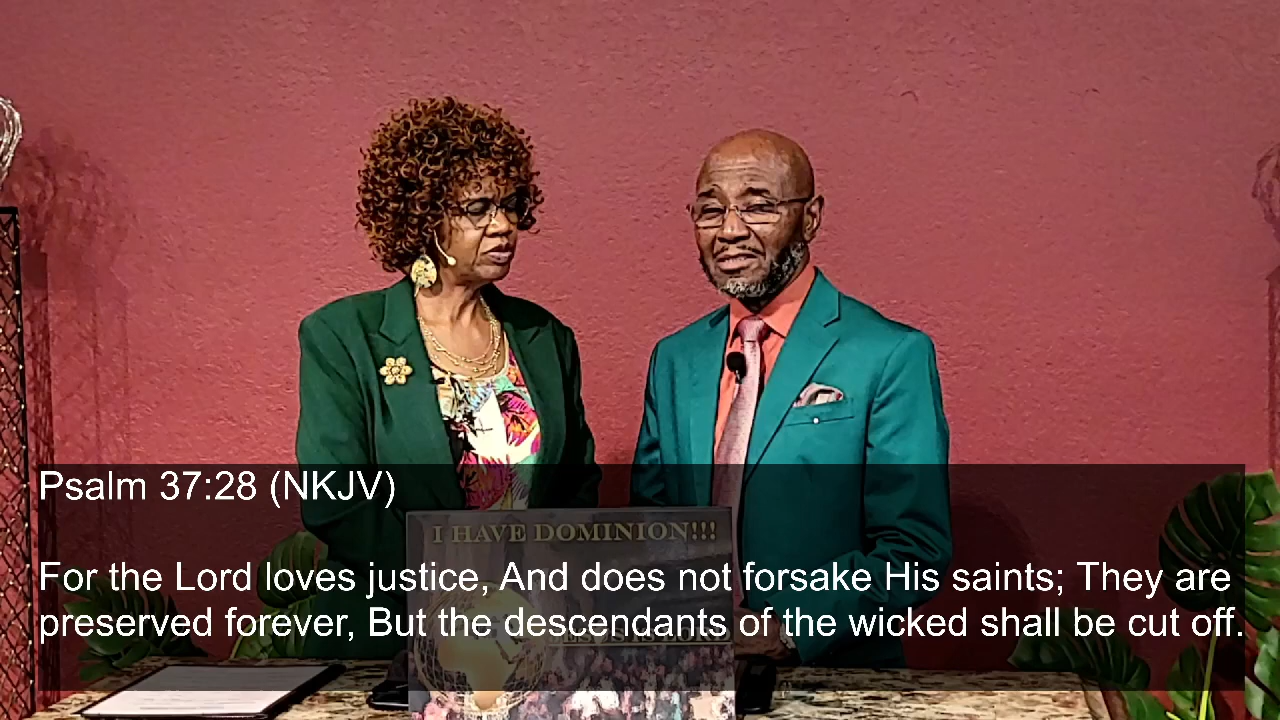 Psalm 37:28 (NKJV)
I HAVE DOMINION!!!
For the Lord loves justice, And does not forsake His saints; They are
preserved forever, But the descendants of the wicked shall be cut off.